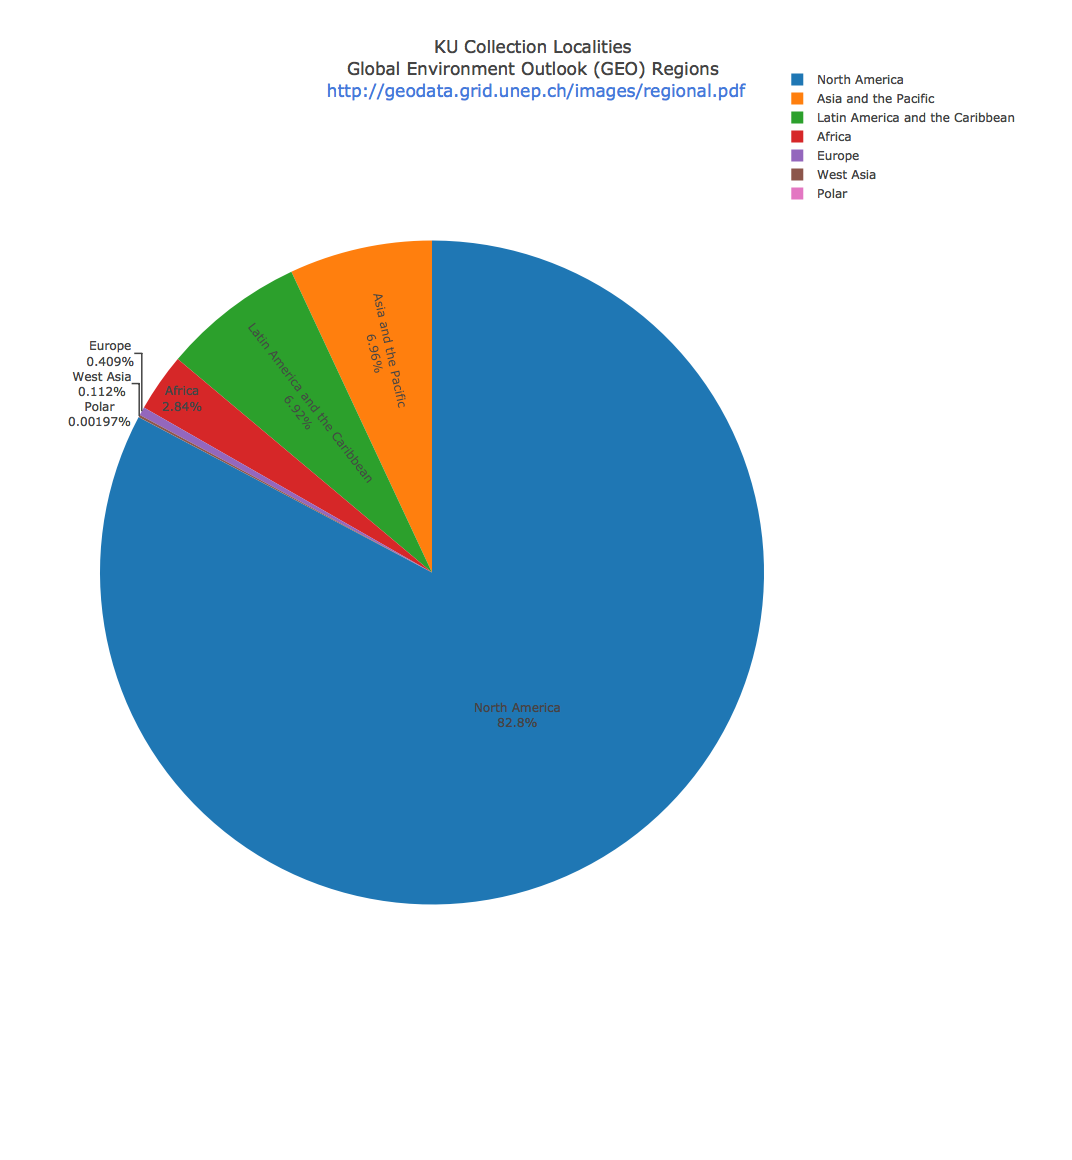 KU Collection Localities
Global Environment Outlook (GEO) Regions
http://geodata.grid.unep.ch/images/regional.pdf
North America
Asia and the Pacific
Latin America and the Caribbean
Africa
Europe
West Asia
Polar
Asia and the Pacific
6.96%
Latin America and the Caribbean
6.92%
Europe
0.409%
West Asia
0.112%
Polar
0.00197%
Africa
2.84%
North America
82.8%